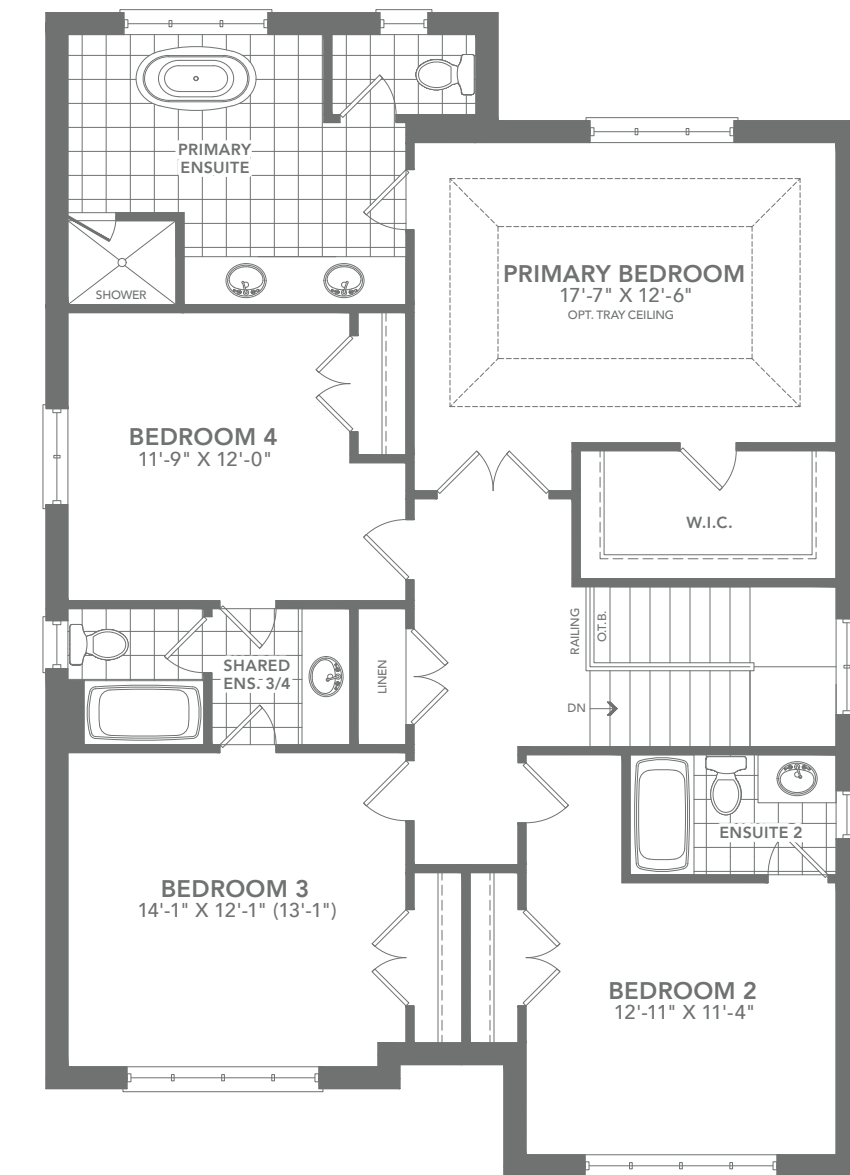 PRIMARY
ENSUITE
SHOWER
PRIMARY BEDROOM
17'-7" X 12'-6"
OPT. TRAY CEILING
BEDROOM 4
11'-9" X 12'-0"
W.I.C.
RAILING
O.T.B.
SHARED
ENS. 3/4
LINEN
DN
ENSUITE 2
BEDROOM 3
14'-1" X 12'-1" (13'-1")
BEDROOM 2
12'-11" X 11'-4"